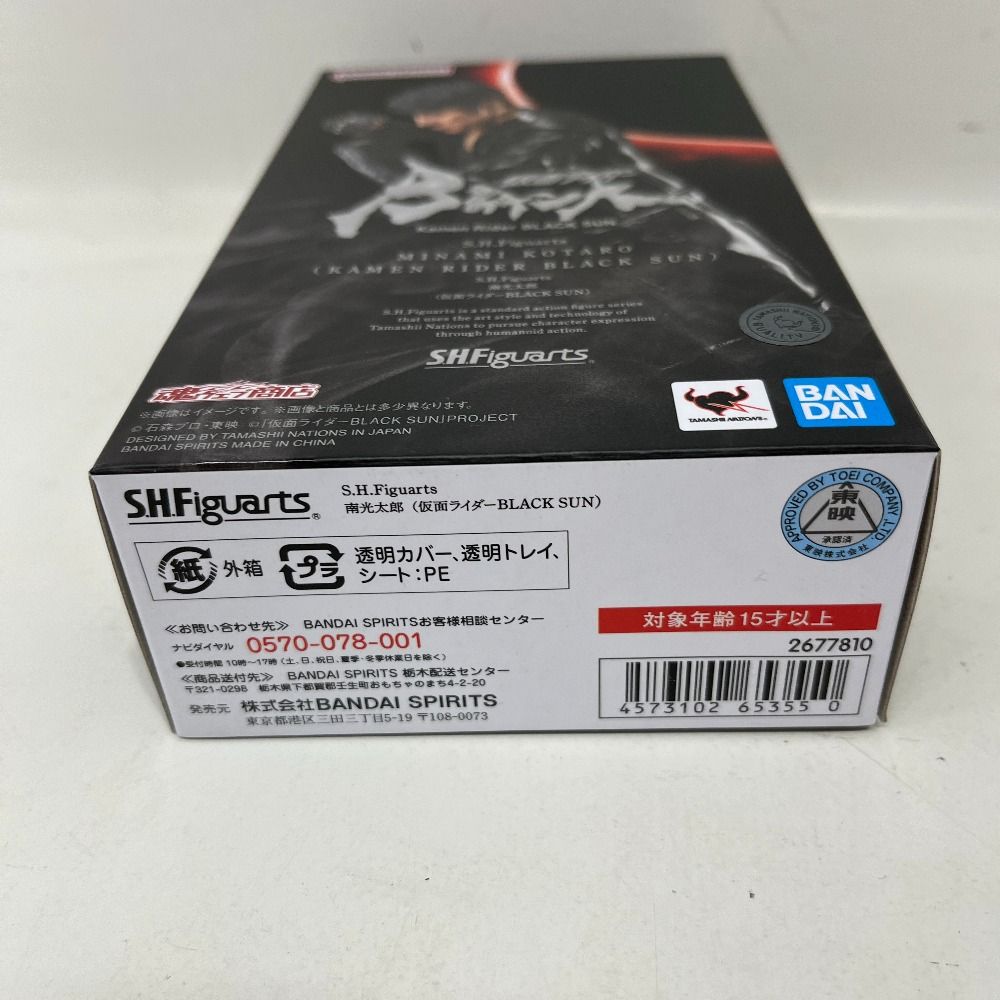 Kamen Rider BLACK SUN
S.H.Figuarts
MINAMI KOTARO
(KAMEN RIDER BLACK SUN)
S.H.Figuarts
南光太郎
(仮面ライダーBLACK SUN)
S.H.Figuarts is a standard action figure series
that uses the art style and technology of
Tamashii Nations to pursue character expression
through humanoid action.
S.H.Figuarts
TAMASHII NATIONS
QUALITY
魂ウェブ商店
TAMASHII NATIONS
BAN
DAI
※画像はイメージです。※画像と商品とは多少異なります。
© 石森プロ・東映 ©「仮面ライダーBLACK SUN」PROJECT
DESIGNED BY TAMASHII NATIONS IN JAPAN
BANDAI SPIRITS MADE IN CHINA
S.H.Figuarts®
S.H.Figuarts
南光太郎（仮面ライダーBLACK SUN）
APPROVED BY TOEI COMPANY, LTD.
東映
承認済
東映株式会社
紙 外箱 プラ 透明カバー、透明トレイ、
シート:PE
≪お問い合わせ先≫ BANDAI SPIRITSお客様相談センター
ナビダイヤル 0570-078-001
●受付時間 10時〜17時(土、日、祝日、夏季・冬季休業日を除く)
≪商品送付先≫ BANDAI SPIRITS 栃木配送センター
〒321-0298 栃木県下都賀郡壬生町おもちゃのまち4-2-20
発売元 株式会社BANDAI SPIRITS
東京都港区三田三丁目5-19 〒108-0073
対象年齢15才以上
2677810
4573102 65355 0